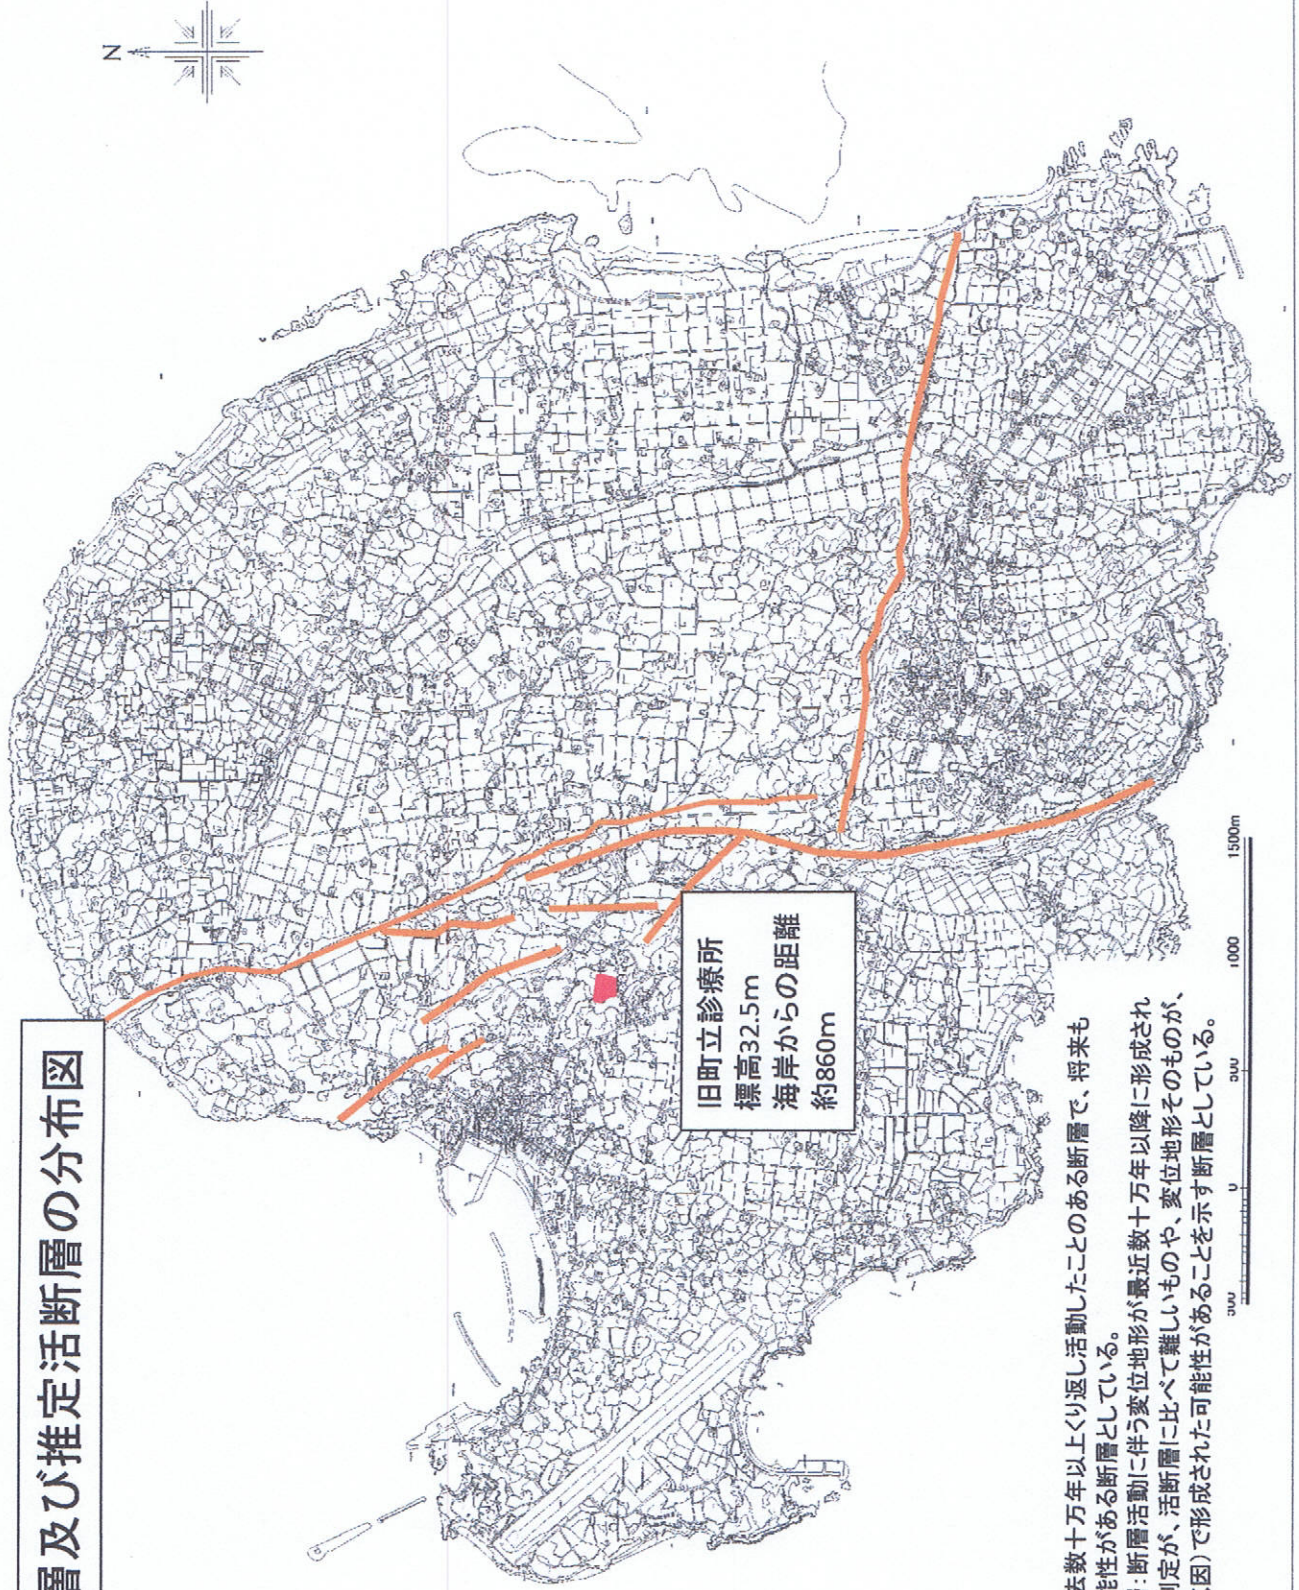 層及び推定活断層の分布図
N
旧町立診療所
標高32.5m
海岸からの距離
約860m
去数十万年以上くり返し活動したことのある断層で、将来も
能性がある断層としている。
:断層活動に伴う変位地形が最近数十万年以降に形成され
判定が、活断層に比べて難しいものや、変位地形そのものが、
因)で形成された可能性があることを示す断層としている。
500 0 500 1000 1500m